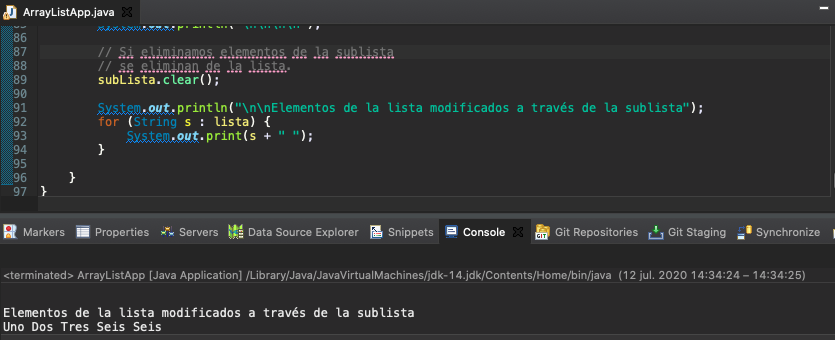 ArrayListApp.java
85 System.out.println("\n\n\n\n");
86
87 // Si eliminamos elementos de la sublista
88 // se eliminan de la lista.
89 subLista.clear();
90
91 System.out.println("\n\nElementos de la lista modificados a través de la sublista");
92 for (String s : lista) {
93 System.out.print(s + " ");
94 }
95
96 }
97 }
Markers Properties Servers Data Source Explorer Snippets Console Git Repositories Git Staging Synchronize
<terminated> ArrayListApp [Java Application] /Library/Java/JavaVirtualMachines/jdk-14.jdk/Contents/Home/bin/java (12 jul. 2020 14:34:24 – 14:34:25)
Elementos de la lista modificados a través de la sublista
Uno Dos Tres Seis Seis